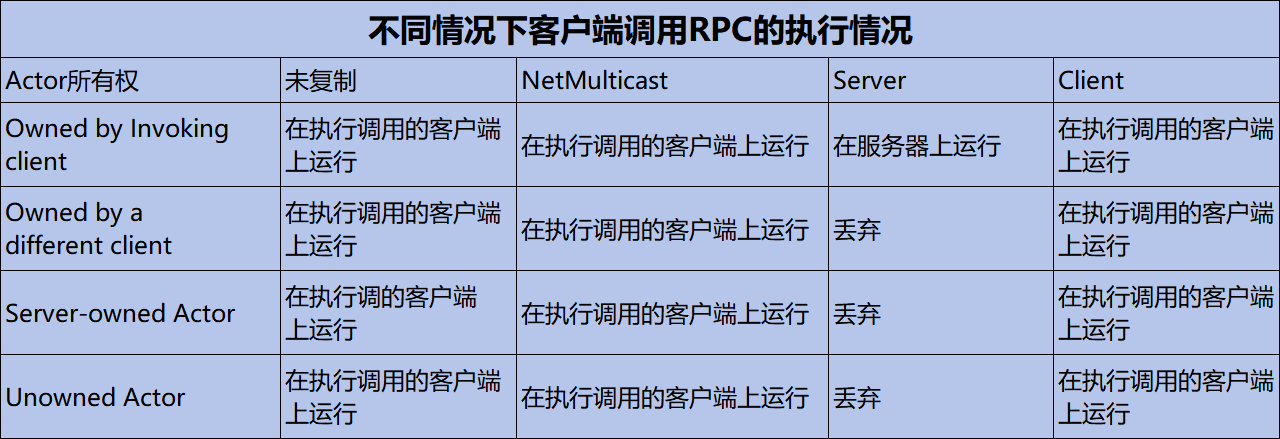 不同情况下客户端调用RPC的执行情况
Actor所有权
未复制
NetMulticast
Server
Client
Owned by Invoking
client
在执行调用的客户端
上运行
在执行调用的客户端上运行
在服务器上运行
在执行调用的客户端
上运行
Owned by a
different client
在执行调用的客户端
上运行
在执行调用的客户端上运行
丢弃
在执行调用的客户端
上运行
Server-owned Actor
在执行调的客户端
上运行
在执行调用的客户端上运行
丢弃
在执行调用的客户端
上运行
Unowned Actor
在执行调用的客户端
上运行
在执行调用的客户端上运行
丢弃
在执行调用的客户端
上运行